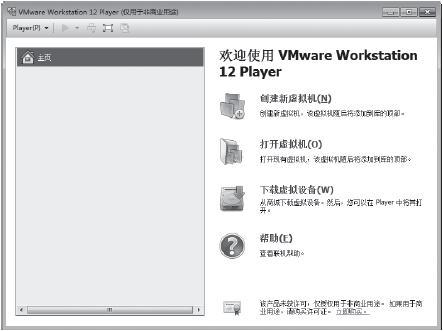 VMware Workstation 12 Player (仅用于非商业用途)
Player(P)
主页
欢迎使用 VMware Workstation
12 Player
创建新虚拟机(N)
创建新虚拟机，该虚拟机随后将添加到库的顶部。
打开虚拟机(O)
打开现有虚拟机，该虚拟机随后将添加到库的顶部。
下载虚拟设备(W)
从商城下载虚拟设备。然后，您可以在 Player 中将其打
开。
帮助(E)
查看联机帮助。
该产品未获许可，仅授权用于非商业用途。如果用于商
业用途，请购买许可证。立即购买。